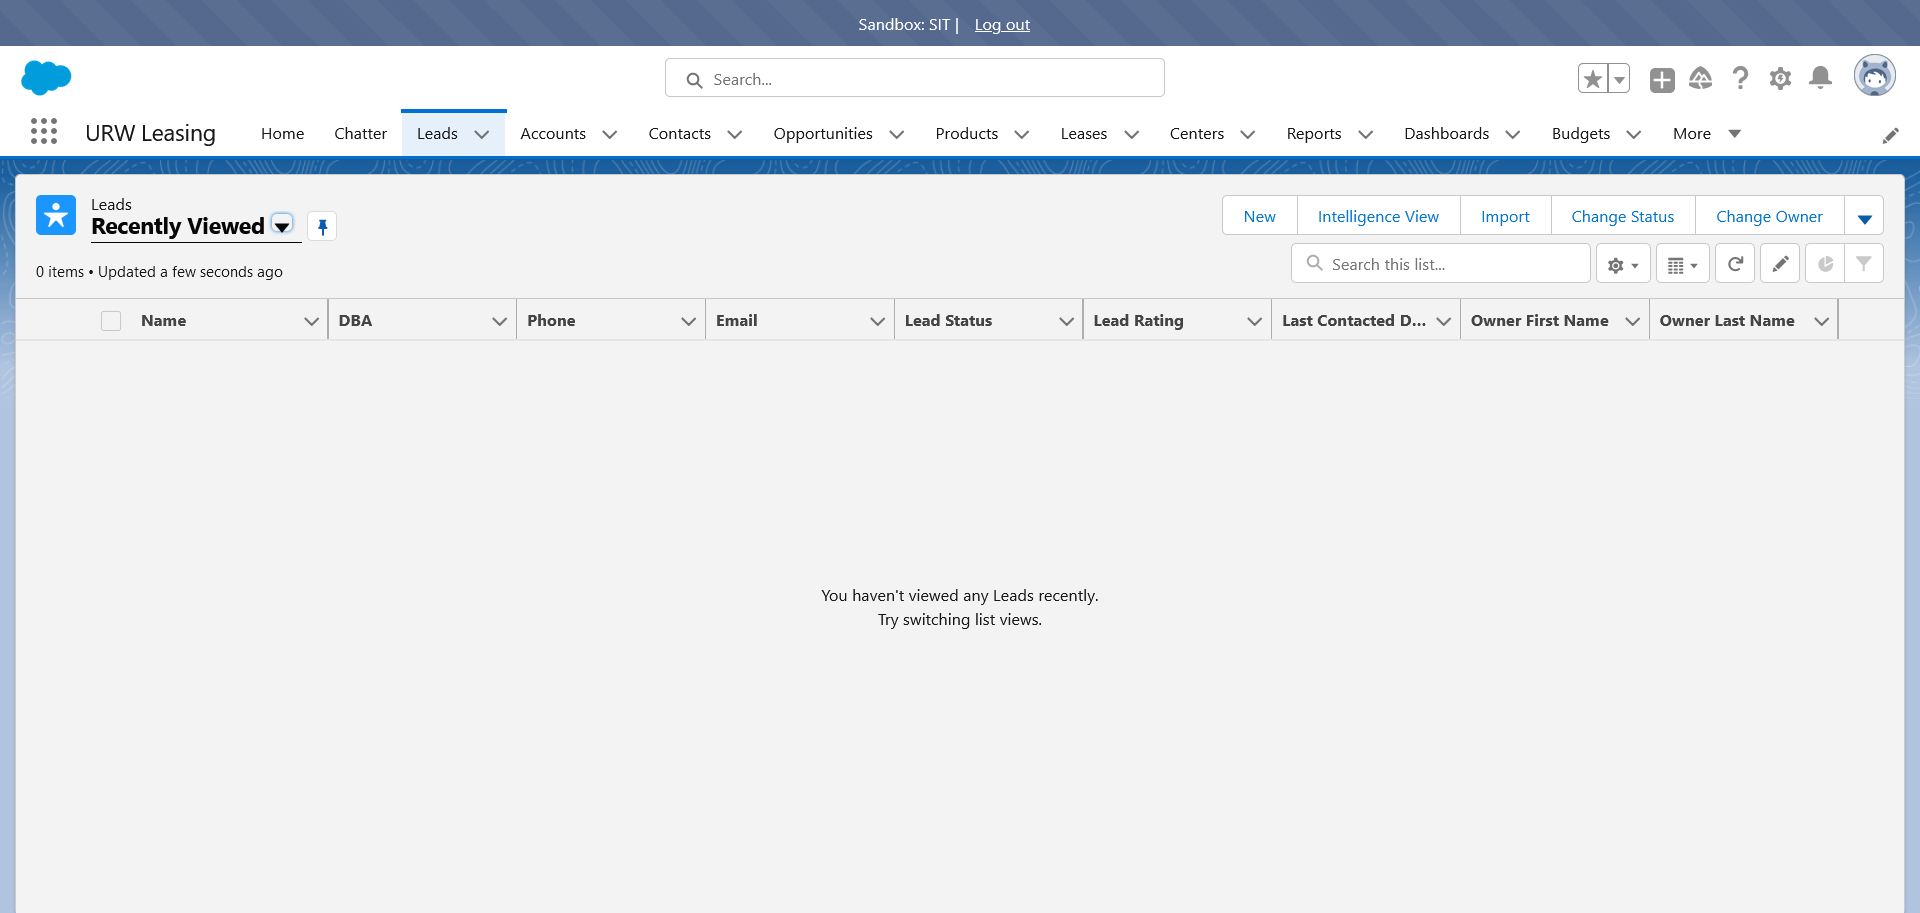 Sandbox: SIT | Log out
Search...
URW Leasing
Home Chatter Leads Accounts Contacts Opportunities Products Leases Centers Reports Dashboards Budgets More
Leads
Recently Viewed
New Intelligence View Import Change Status Change Owner
0 items • Updated a few seconds ago
Search this list...
Name DBA Phone Email Lead Status Lead Rating Last Contacted D... Owner First Name Owner Last Name
You haven't viewed any Leads recently.
Try switching list views.